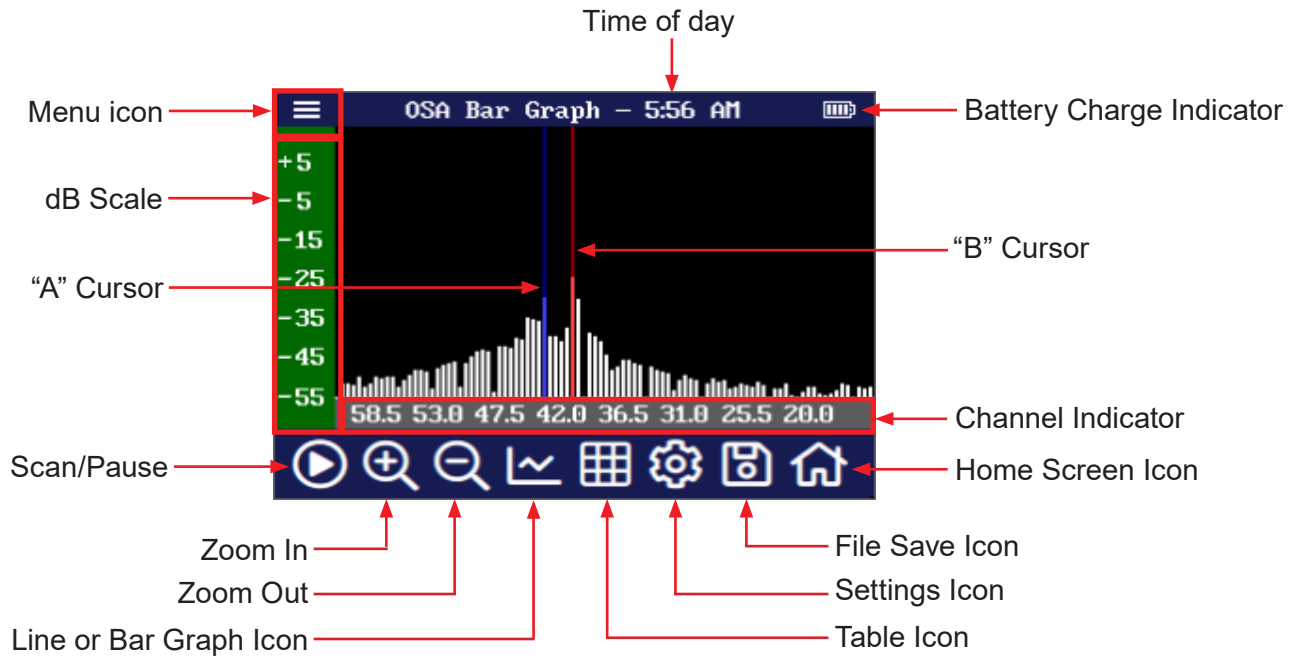 Time of day
Menu icon
OSA Bar Graph – 5:56 AM
Battery Charge Indicator
+5
dB Scale
–5
–15
“B” Cursor
–25
“A” Cursor
–35
–45
–55
58.5 53.0 47.5 42.0 36.5 31.0 25.5 20.0
Channel Indicator
Scan/Pause
Home Screen Icon
Zoom In
File Save Icon
Zoom Out
Settings Icon
Line or Bar Graph Icon
Table Icon